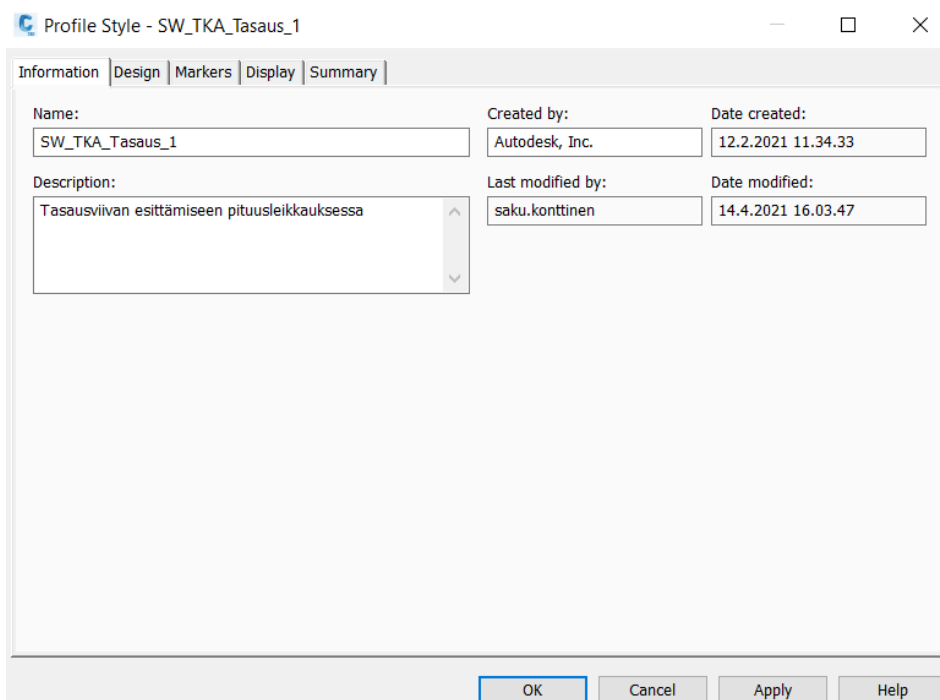 Profile Style - SW_TKA_Tasaus_1
Information Design Markers Display Summary
Name: Created by: Date created:
SW_TKA_Tasaus_1 Autodesk, Inc. 12.2.2021 11.34.33
Description: Last modified by: Date modified:
Tasausviivan esittämiseen pituusleikkauksessa saku.konttinen 14.4.2021 16.03.47
OK Cancel Apply Help